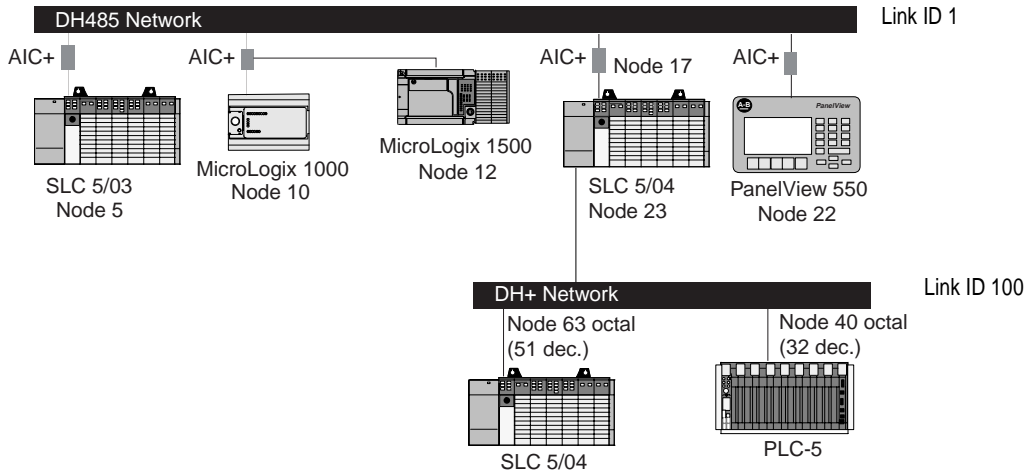 DH485 Network
Link ID 1
AIC+
AIC+
AIC+
Node 17
AIC+
A-B
PanelView
SLC 5/03
Node 5
MicroLogix 1000
Node 10
MicroLogix 1500
Node 12
SLC 5/04
Node 23
PanelView 550
Node 22
DH+ Network
Link ID 100
Node 63 octal
(51 dec.)
Node 40 octal
(32 dec.)
SLC 5/04
PLC-5